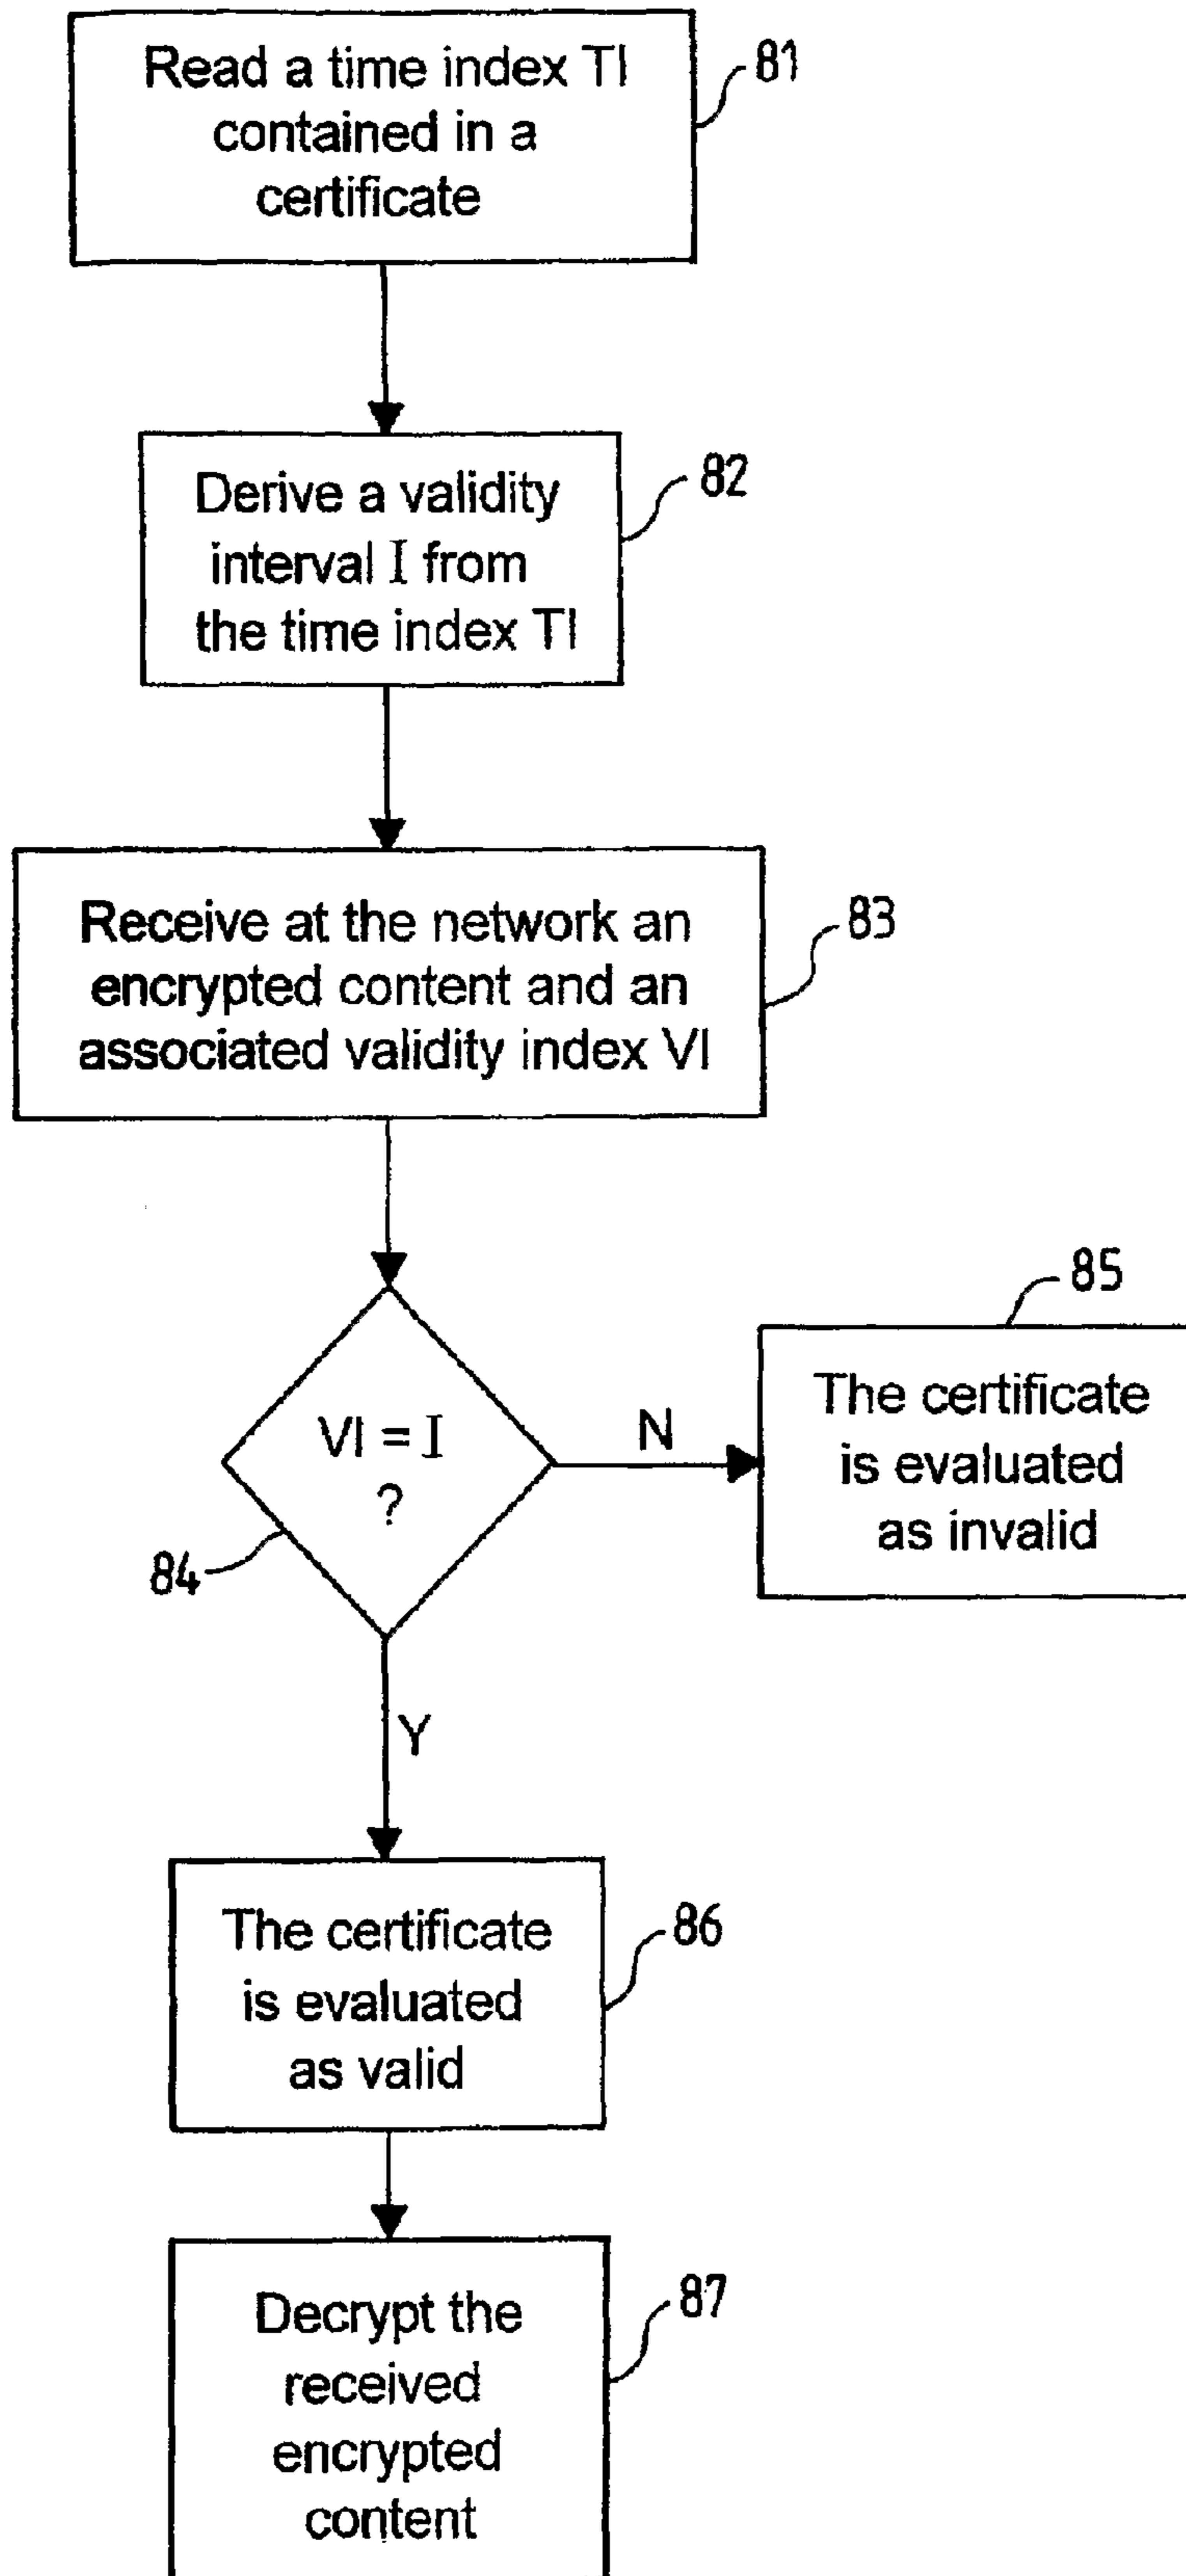 Read a time index TI
contained in a
certificate
81
Derive a validity
interval I from
the time index TI
82
Receive at the network an
encrypted content and an
associated validity index VI
83
VI = I
?
84
N
85
The certificate
is evaluated
as invalid
Y
The certificate
is evaluated
as valid
86
Decrypt the
received
encrypted
content
87